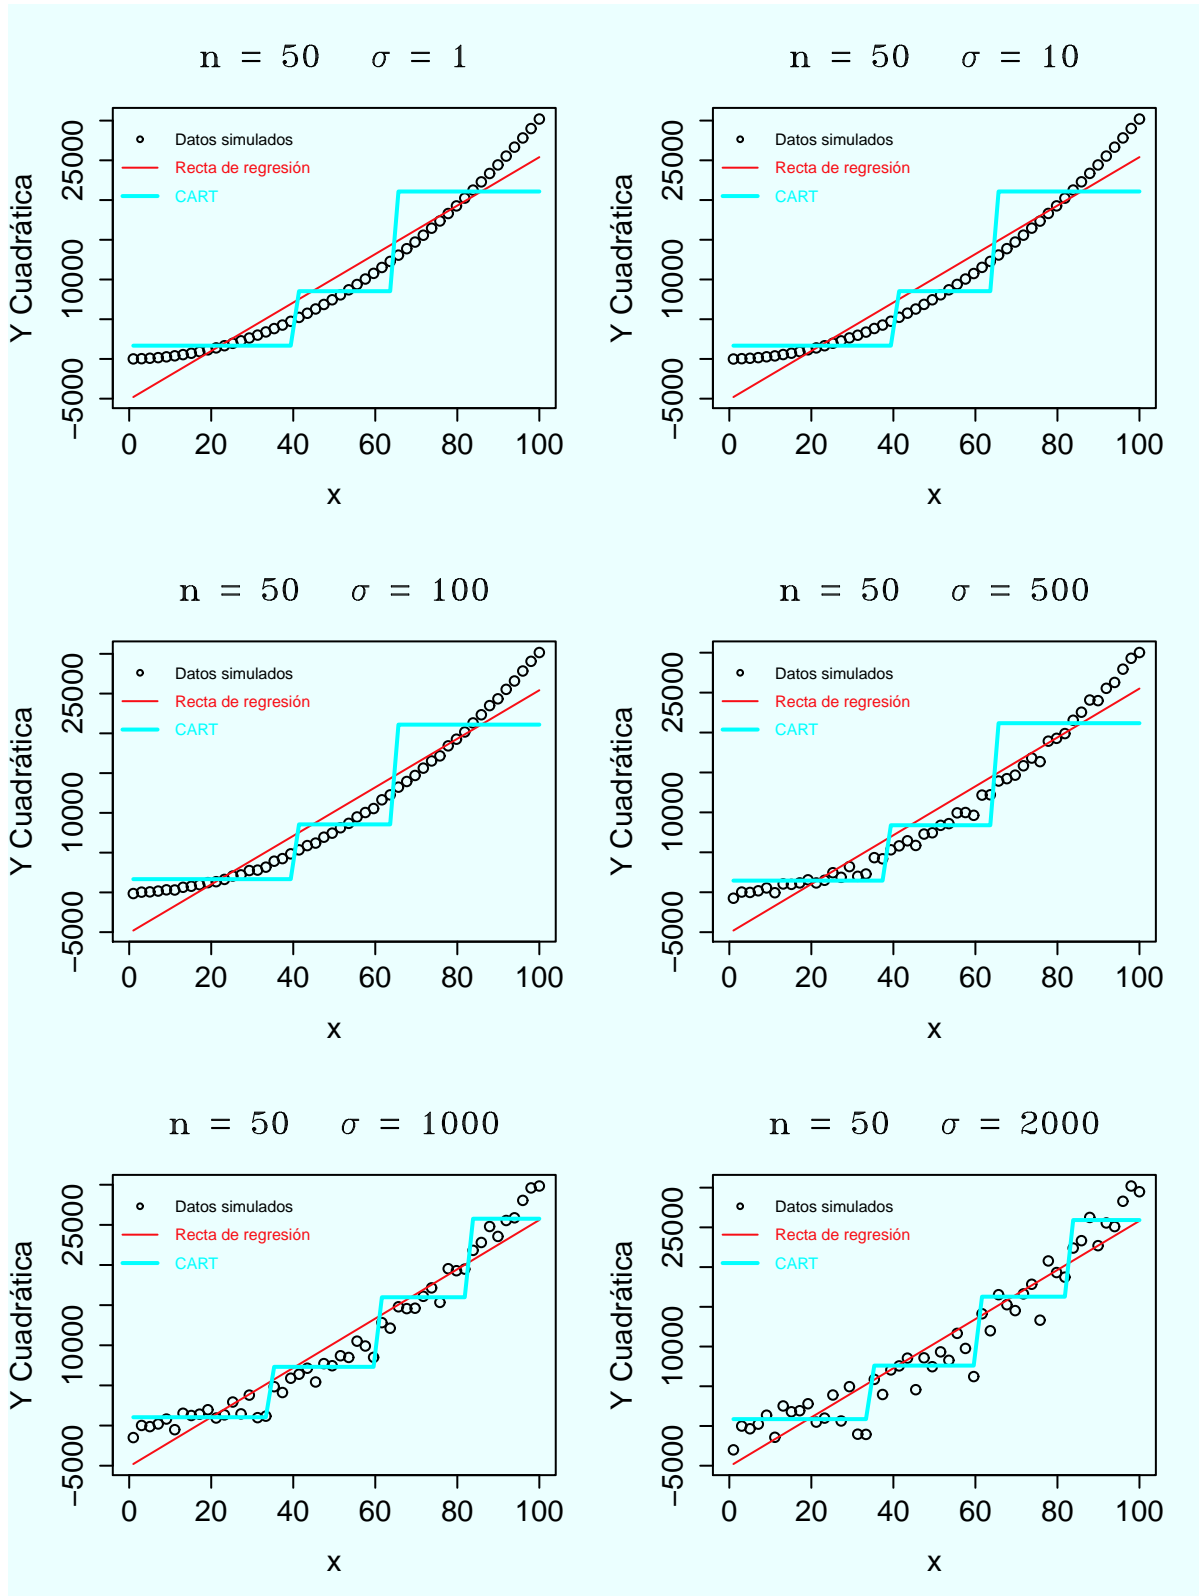 n = 50 σ = 1
Datos simulados
Recta de regresión
CART
Y Cuadrática
−5000 10000 25000
0 20 40 60 80 100
x
n = 50 σ = 10
Datos simulados
Recta de regresión
CART
Y Cuadrática
−5000 10000 25000
0 20 40 60 80 100
x
n = 50 σ = 100
Datos simulados
Recta de regresión
CART
Y Cuadrática
−5000 10000 25000
0 20 40 60 80 100
x
n = 50 σ = 500
Datos simulados
Recta de regresión
CART
Y Cuadrática
−5000 10000 25000
0 20 40 60 80 100
x
n = 50 σ = 1000
Datos simulados
Recta de regresión
CART
Y Cuadrática
−5000 10000 25000
0 20 40 60 80 100
x
n = 50 σ = 2000
Datos simulados
Recta de regresión
CART
Y Cuadrática
−5000 10000 25000
0 20 40 60 80 100
x